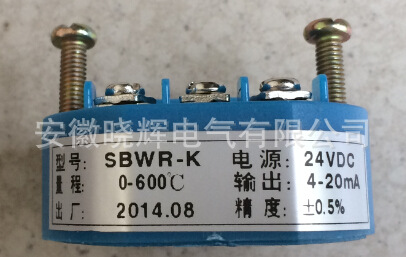 安徽晓辉电气有限公司
型号: SBWR-K 电源: 24VDC
量程: 0-600℃ 输出: 4-20mA
出厂: 2014.08 精度: ±0.5%